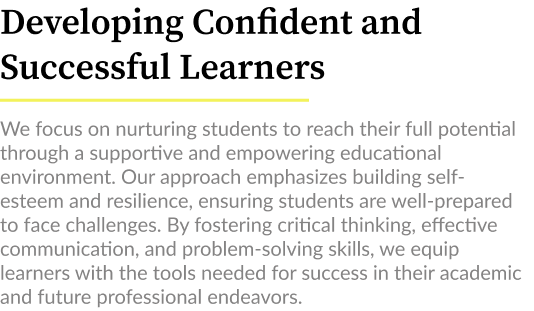 Developing Confident and
Successful Learners
We focus on nurturing students to reach their full potential
through a supportive and empowering educational
environment. Our approach emphasizes building self-
esteem and resilience, ensuring students are well-prepared
to face challenges. By fostering critical thinking, effective
communication, and problem-solving skills, we equip
learners with the tools needed for success in their academic
and future professional endeavors.